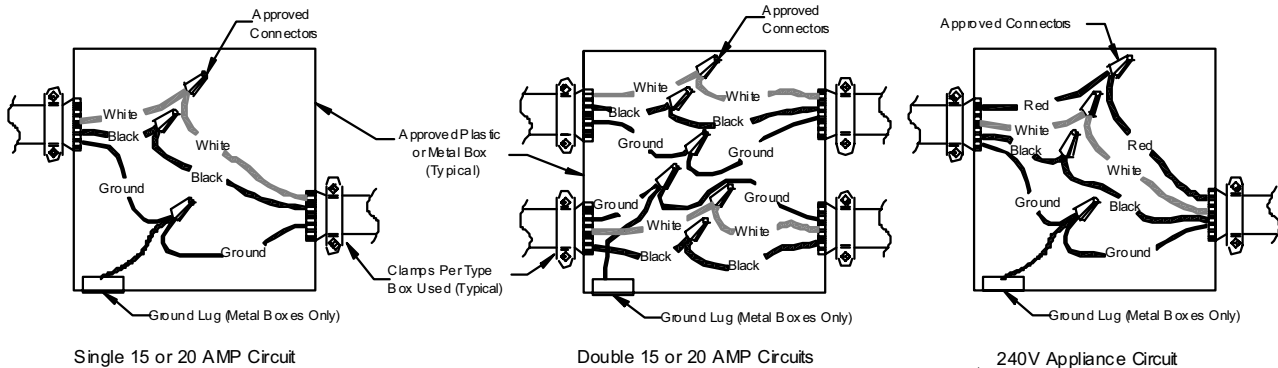 Approved
Connectors
White
Black
White
Ground
Black
Ground
Ground Lug (Metal Boxes Only)
Single 15 or 20 AMP Circuit
Approved Plastic
or Metal Box
(Typical)
Clamps Per Type
Box Used (Typical)
Approved
Connectors
White
White
Black
Black
Ground
Ground
Ground
Ground
White
White
Black
Black
Ground Lug (Metal Boxes Only)
Double 15 or 20 AMP Circuits
Approved Connectors
Red
White
Black
Red
White
Ground
Black
Ground
Ground Lug (Metal Boxes Only)
240V Appliance Circuit